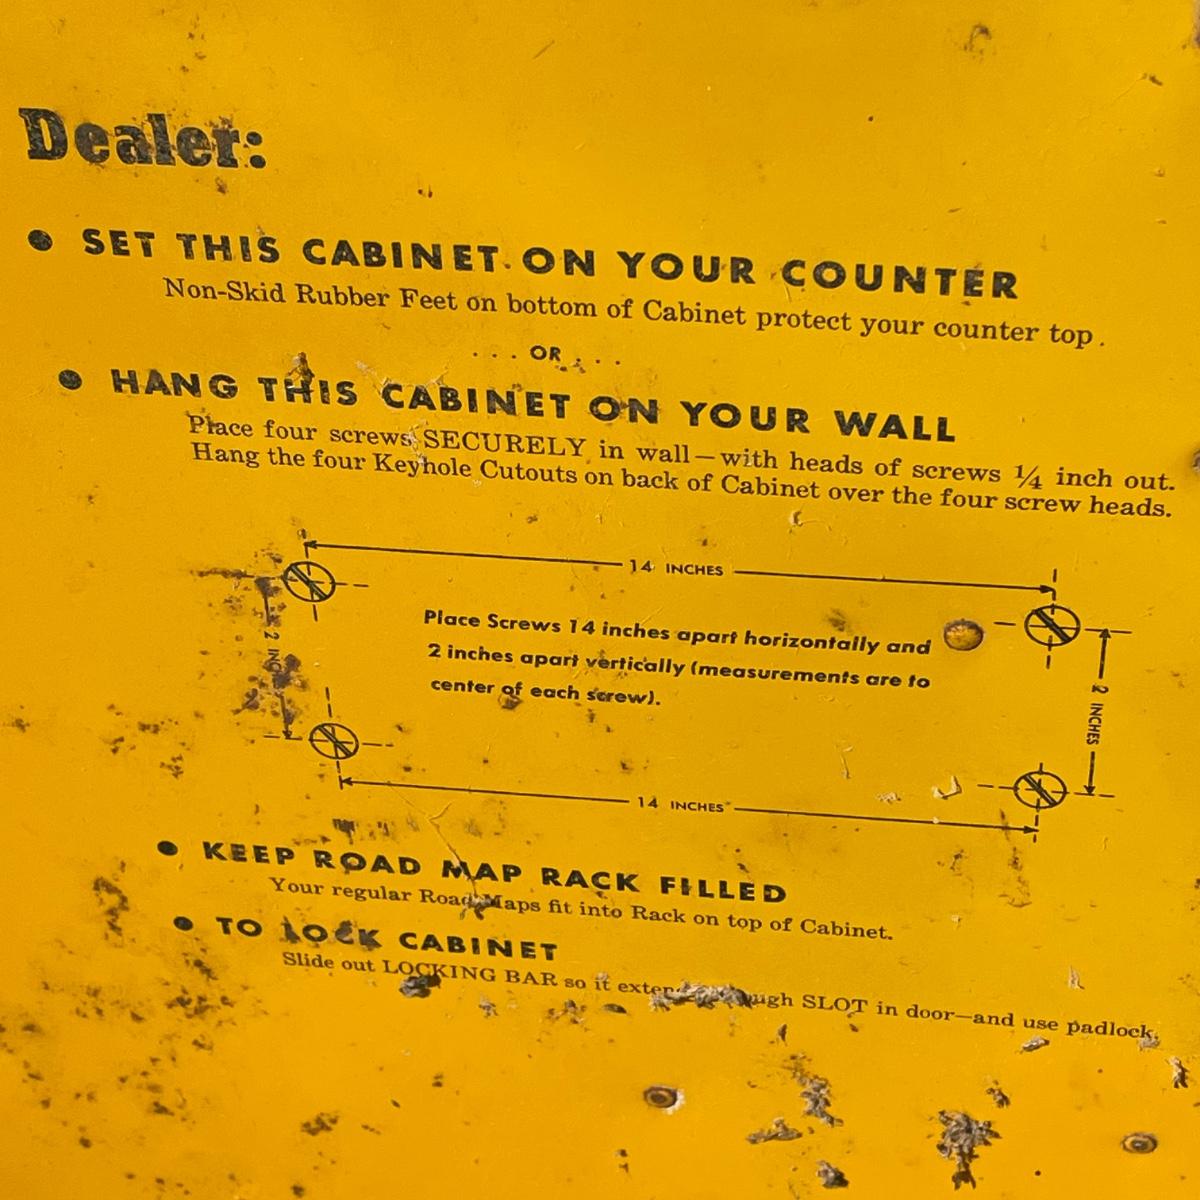 Dealer:
● SET THIS CABINET ON YOUR COUNTER
Non-Skid Rubber Feet on bottom of Cabinet protect your counter top.
... OR ...
● HANG THIS CABINET ON YOUR WALL
Place four screws SECURELY in wall—with heads of screws ¼ inch out.
Hang the four Keyhole Cutouts on back of Cabinet over the four screw heads.
14 INCHES
Place Screws 14 inches apart horizontally and
2 inches apart vertically (measurements are to
center of each screw).
2 INCHES
2 INCHES
14 INCHES
● KEEP ROAD MAP RACK FILLED
Your regular Road Maps fit into Rack on top of Cabinet.
● TO LOCK CABINET
Slide out LOCKING BAR so it extends through SLOT in door—and use padlock.